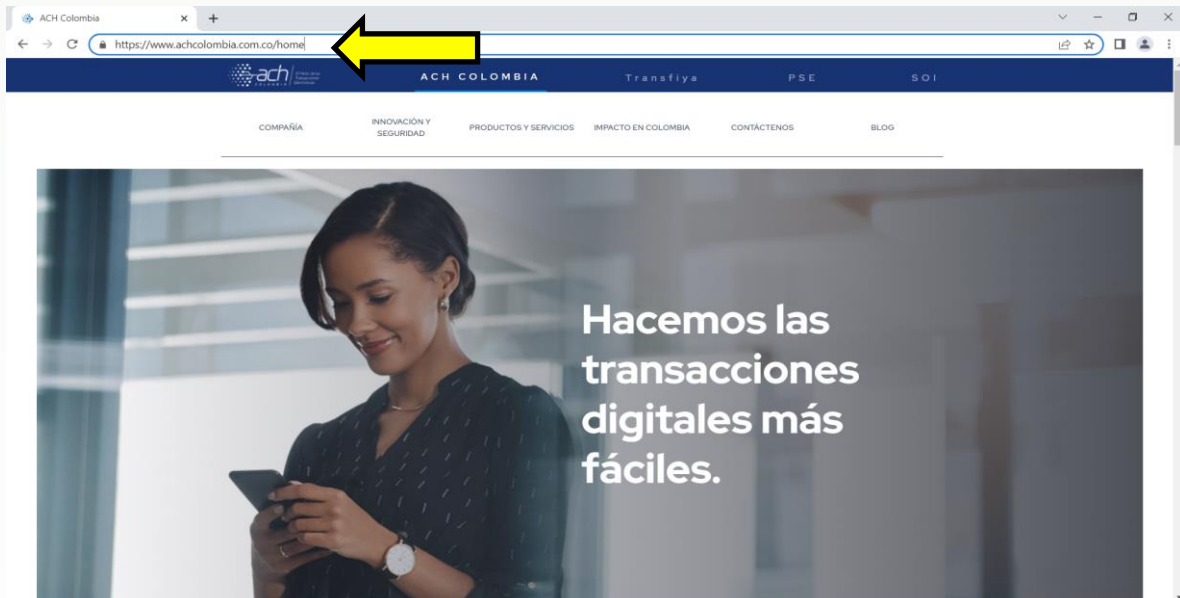 ACH Colombia
https://www.achcolombia.com.co/home
ach
COLOMBIA
ACH COLOMBIA Transfiya PSE SOI
COMPAÑÍA INNOVACIÓN Y SEGURIDAD PRODUCTOS Y SERVICIOS IMPACTO EN COLOMBIA CONTÁCTENOS BLOG
Hacemos las
transacciones
digitales más
fáciles.